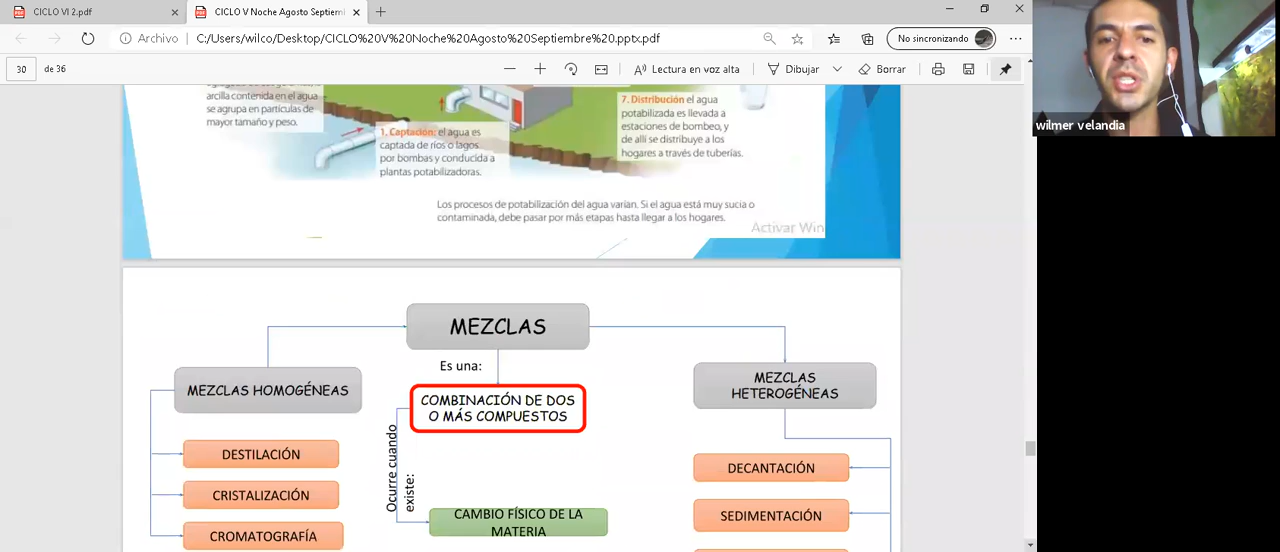 CICLO VI 2.pdf
CICLO V Noche Agosto Septiem
Archivo
C:/Users/wilco/Desktop/CICLO%20V%20Noche%20Agosto%20Septiembre%20.pptx.pdf
No sincronizando
30
de 36
Lectura en voz alta
Dibujar
Borrar
wilmer velandia
arcilla contenida en el agua
se agrupa en partículas de
mayor tamaño y peso.
1. Captación: el agua es
captada de ríos o lagos
por bombas y conducida a
plantas potabilizadoras.
7. Distribución el agua
potabilizada es llevada a
estaciones de bombeo, y
de allí se distribuye a los
hogares a través de tuberías.
Los procesos de potabilización del agua varían. Si el agua está muy sucia o
contaminada, debe pasar por más etapas hasta llegar a los hogares.
Activar Win
MEZCLAS
Es una:
MEZCLAS HOMOGÉNEAS
COMBINACIÓN DE DOS
O MÁS COMPUESTOS
MEZCLAS
HETEROGÉNEAS
Ocurre cuando
existe:
DESTILACIÓN
CRISTALIZACIÓN
CROMATOGRAFÍA
CAMBIO FÍSICO DE LA
MATERIA
DECANTACIÓN
SEDIMENTACIÓN